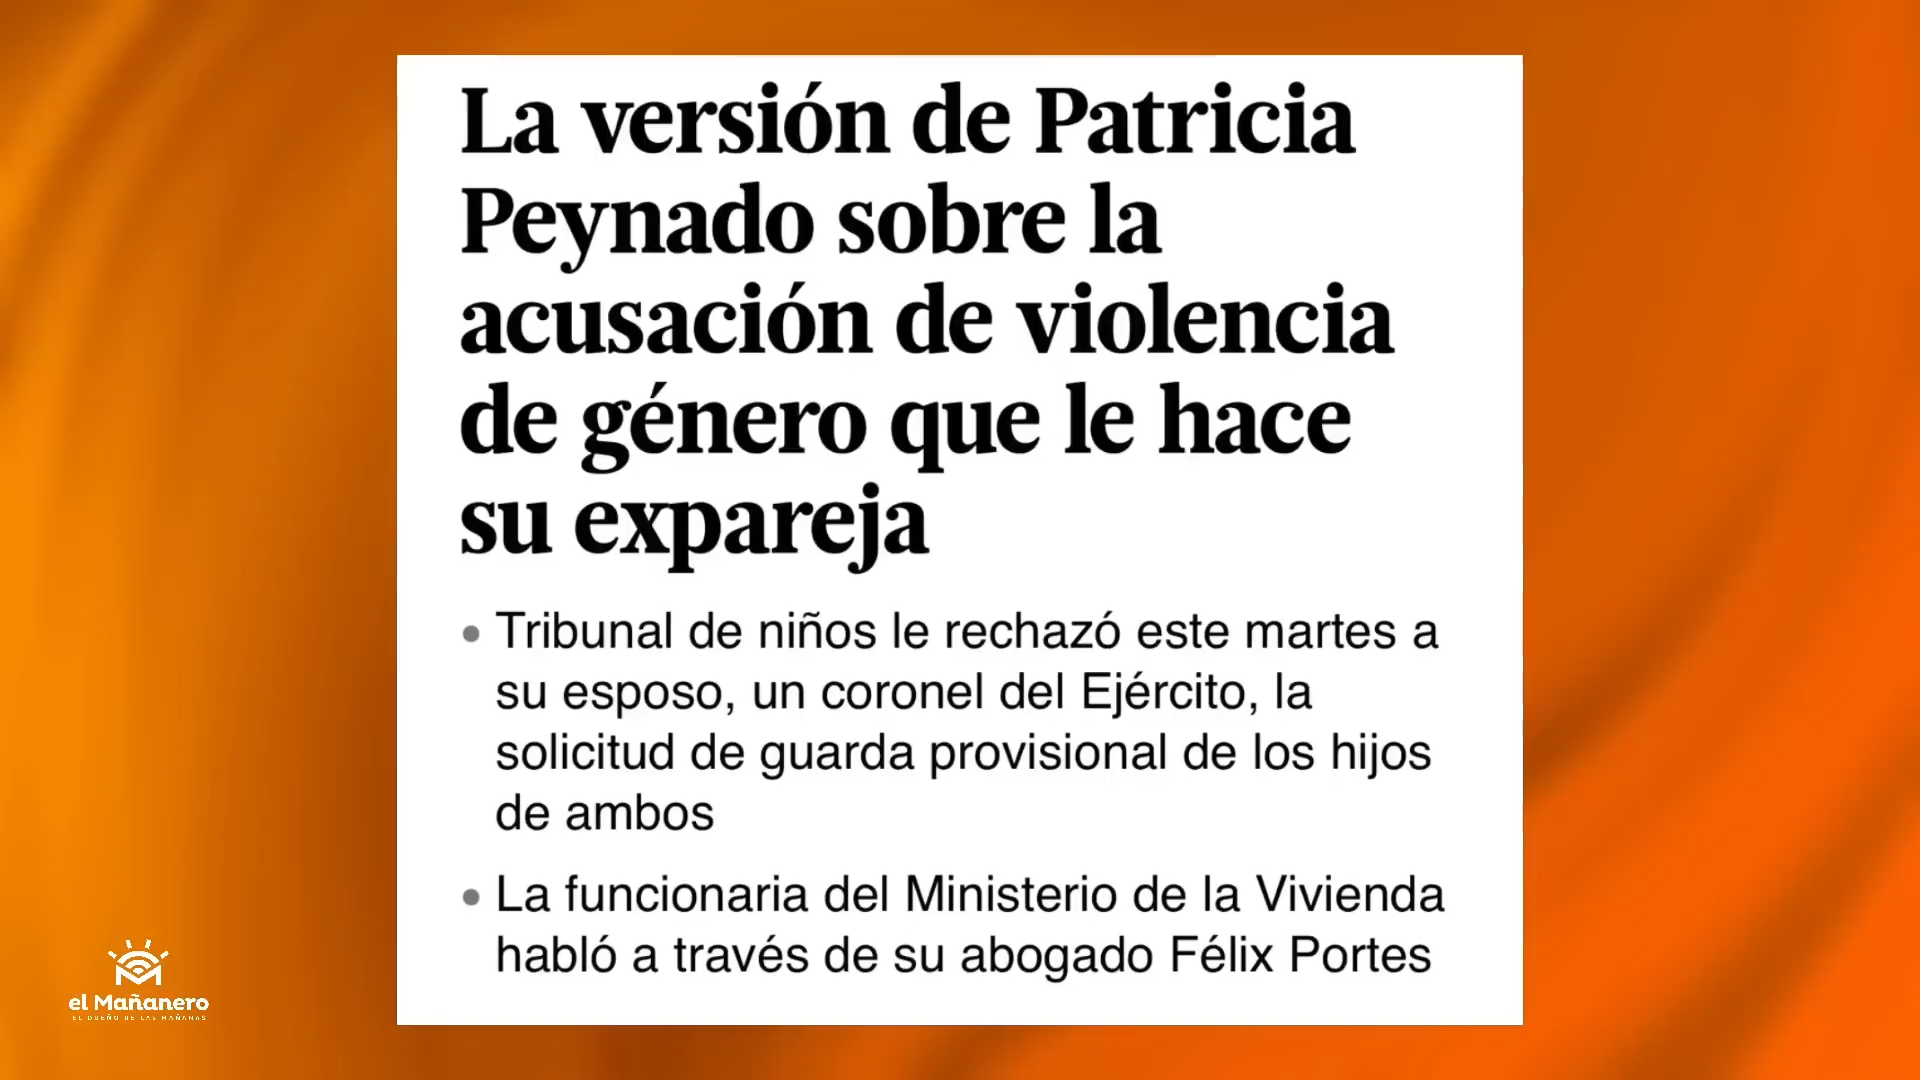 La versión de Patricia
Peynado sobre la
acusación de violencia
de género que le hace
su expareja
• Tribunal de niños le rechazó este martes a
su esposo, un coronel del Ejército, la
solicitud de guarda provisional de los hijos
de ambos
• La funcionaria del Ministerio de la Vivienda
habló a través de su abogado Félix Portes
el Mañanero
EL DUEÑO DE LAS MAÑANAS